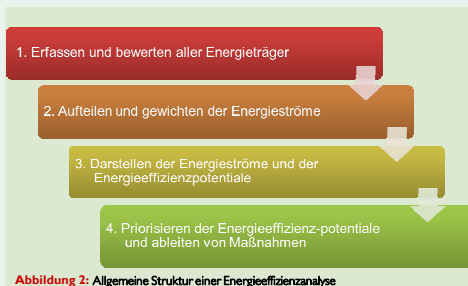 1. Erfassen und bewerten aller Energieträger
2. Aufteilen und gewichten der Energieströme
3. Darstellen der Energieströme und der
Energieeffizienzpotentiale
4. Priorisieren der Energieeffizienz-potentiale
und ableiten von Maßnahmen
Abbildung 2: Allgemeine Struktur einer Energieeffizienzanalyse